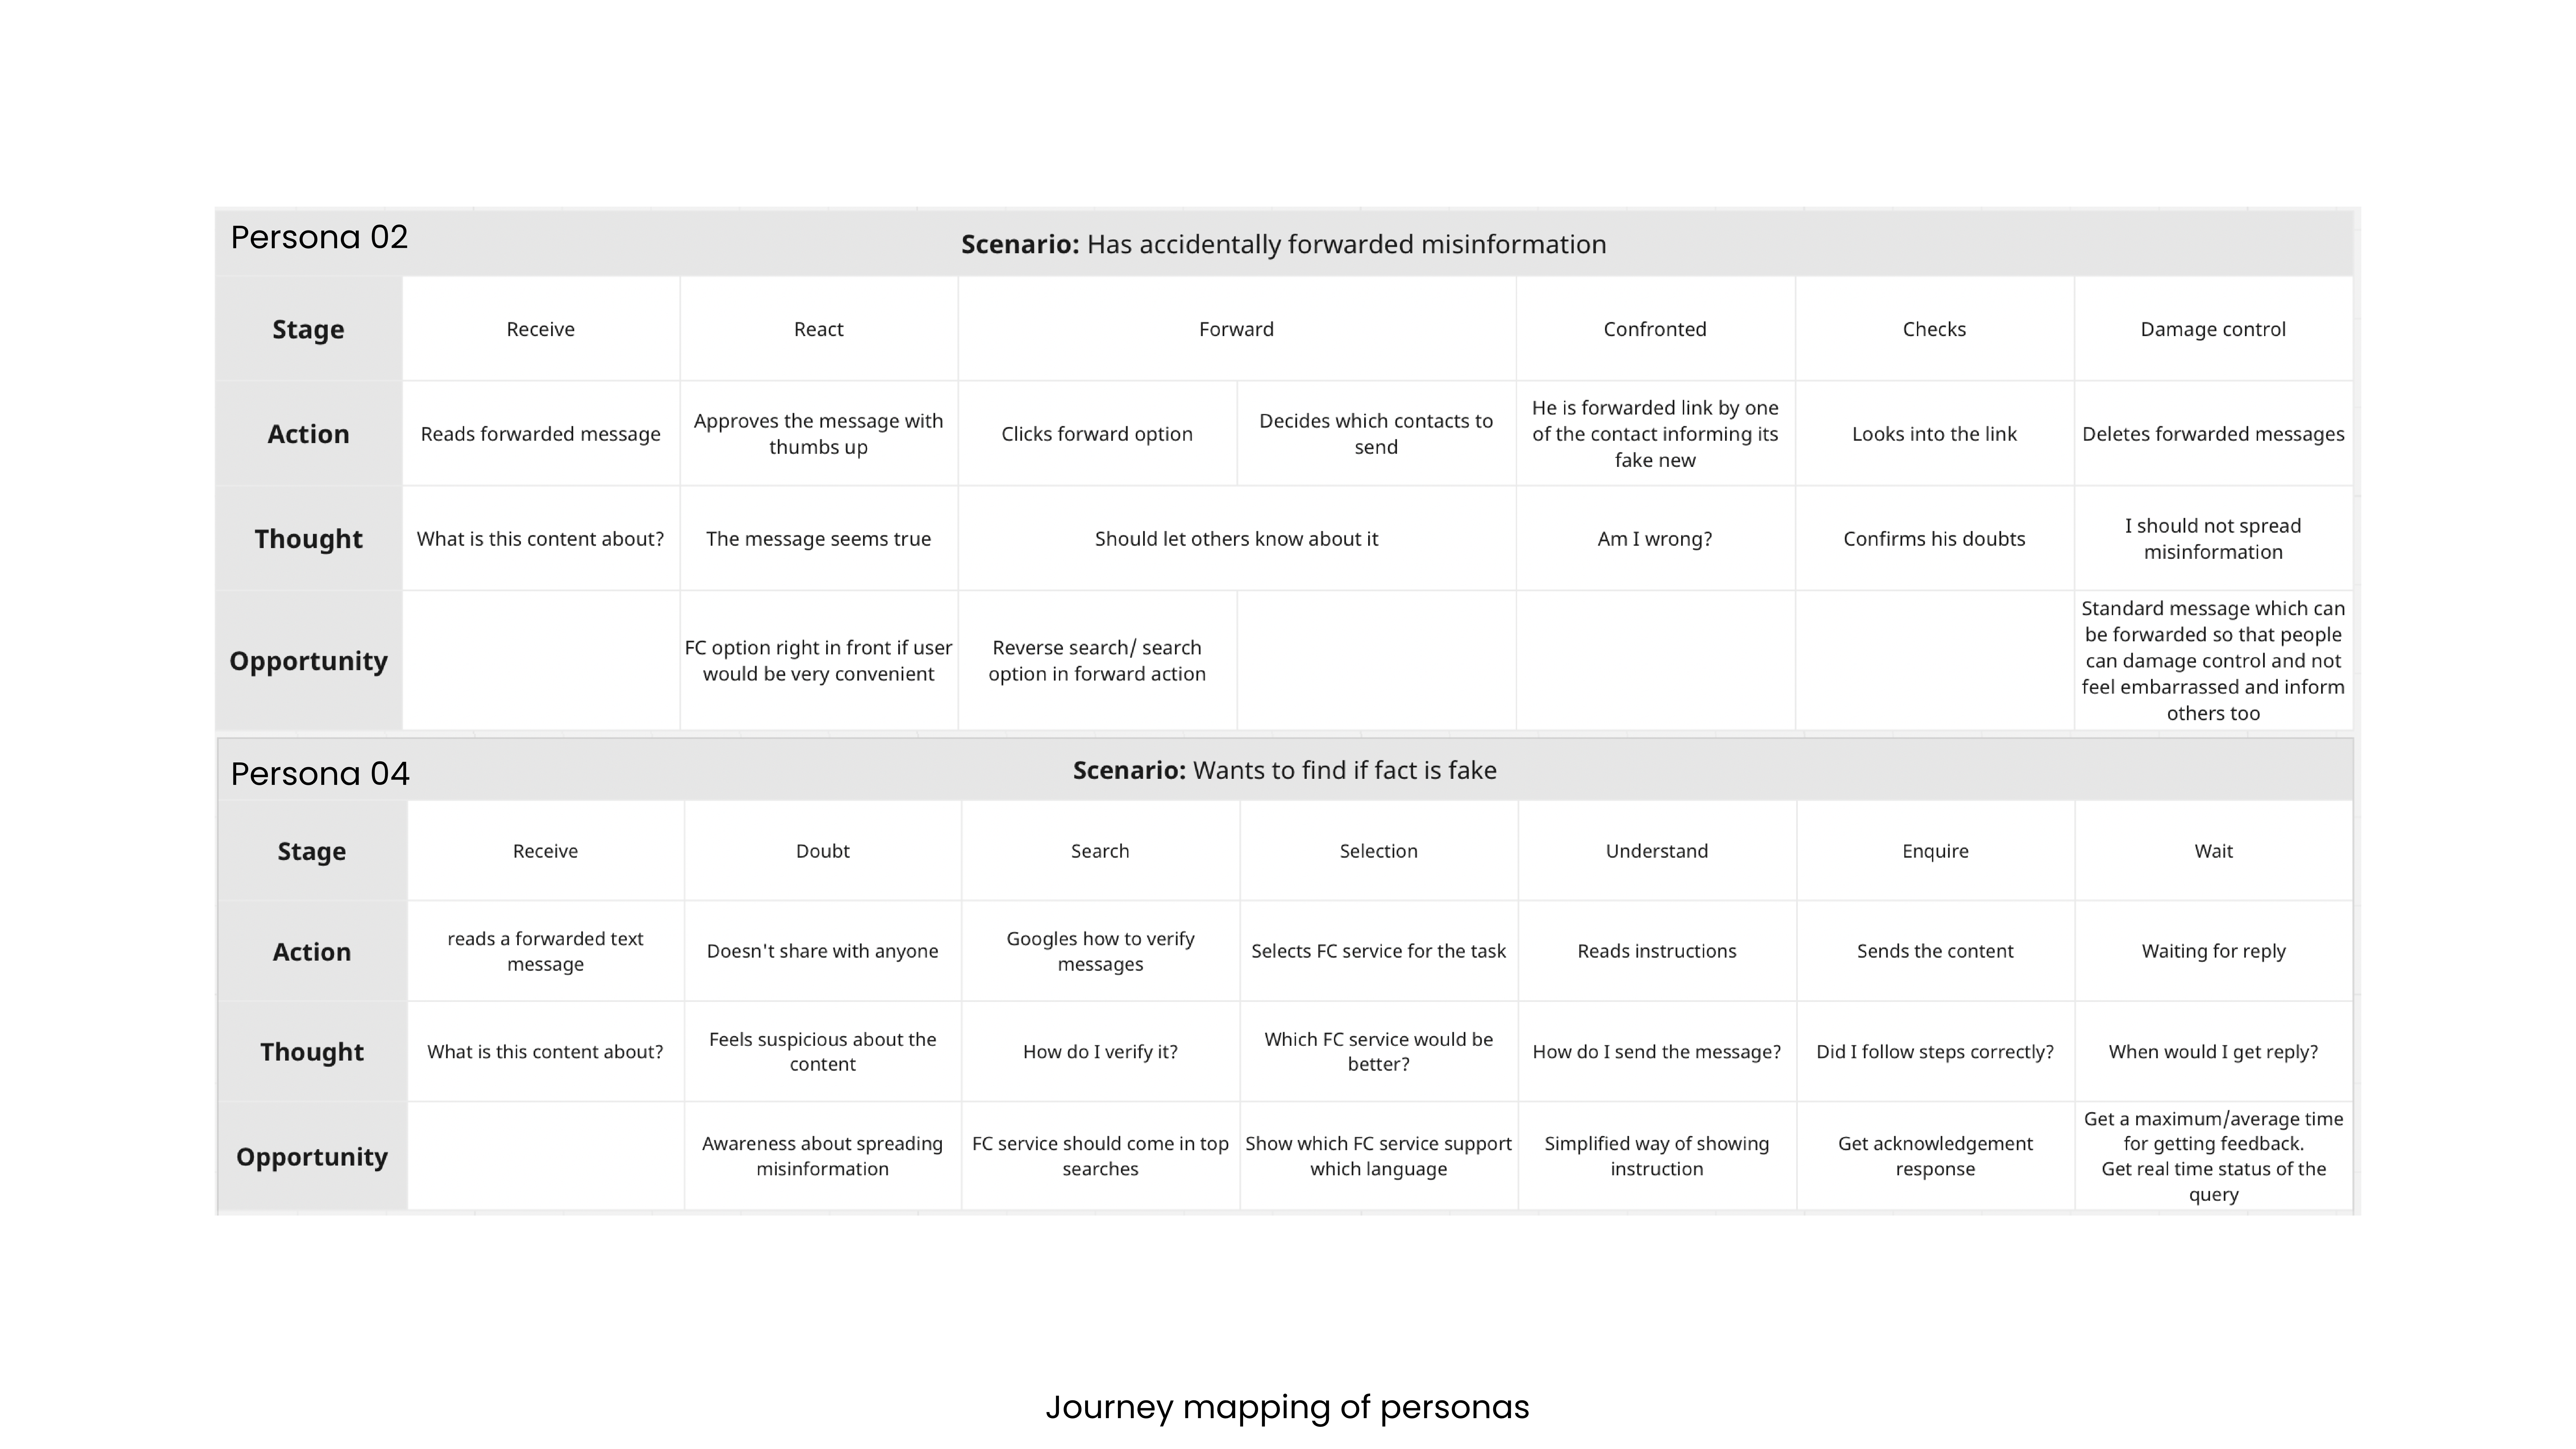 Persona 02
Scenario: Has accidentally forwarded misinformation
Stage
Receive
React
Forward
Confronted
Checks
Damage control
Action
Reads forwarded message
Approves the message with
thumbs up
Clicks forward option
Decides which contacts to
send
He is forwarded link by one
of the contact informing its
fake new
Looks into the link
Deletes forwarded messages
Thought
What is this content about?
The message seems true
Should let others know about it
Am I wrong?
Confirms his doubts
I should not spread
misinformation
Opportunity
FC option right in front if user
would be very convenient
Reverse search/ search
option in forward action
Standard message which can
be forwarded so that people
can damage control and not
feel embarrassed and inform
others too
Persona 04
Scenario: Wants to find if fact is fake
Stage
Receive
Doubt
Search
Selection
Understand
Enquire
Wait
Action
reads a forwarded text
message
Doesn't share with anyone
Googles how to verify
messages
Selects FC service for the task
Reads instructions
Sends the content
Waiting for reply
Thought
What is this content about?
Feels suspicious about the
content
How do I verify it?
Which FC service would be
better?
How do I send the message?
Did I follow steps correctly?
When would I get reply?
Opportunity
Awareness about spreading
misinformation
FC service should come in top
searches
Show which FC service support
which language
Simplified way of showing
instruction
Get acknowledgement
response
Get a maximum/average time
for getting feedback.
Get real time status of the
query
Journey mapping of personas